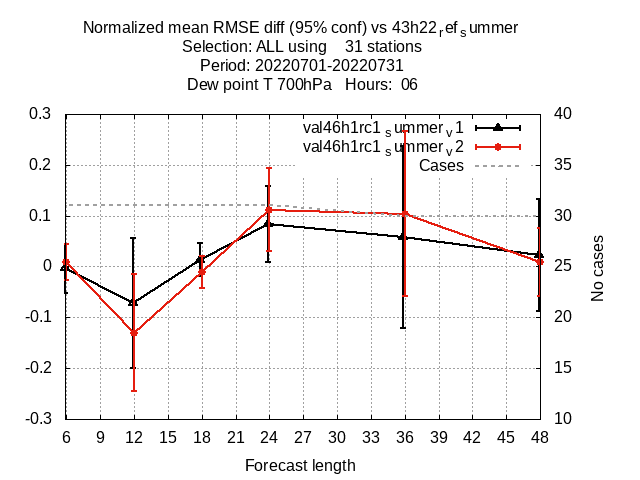 Normalized mean RMSE diff (95% conf) vs 43h22refsummer
Selection: ALL using 31 stations
Period: 20220701-20220731
Dew point T 700hPa Hours: 06
val46h1rc1summerv1
val46h1rc1summerv2
Cases
0.3
0.2
0.1
0
-0.1
-0.2
-0.3
40
35
30
25
20
15
10
No cases
6 9 12 15 18 21 24 27 30 33 36 39 42 45 48
Forecast length